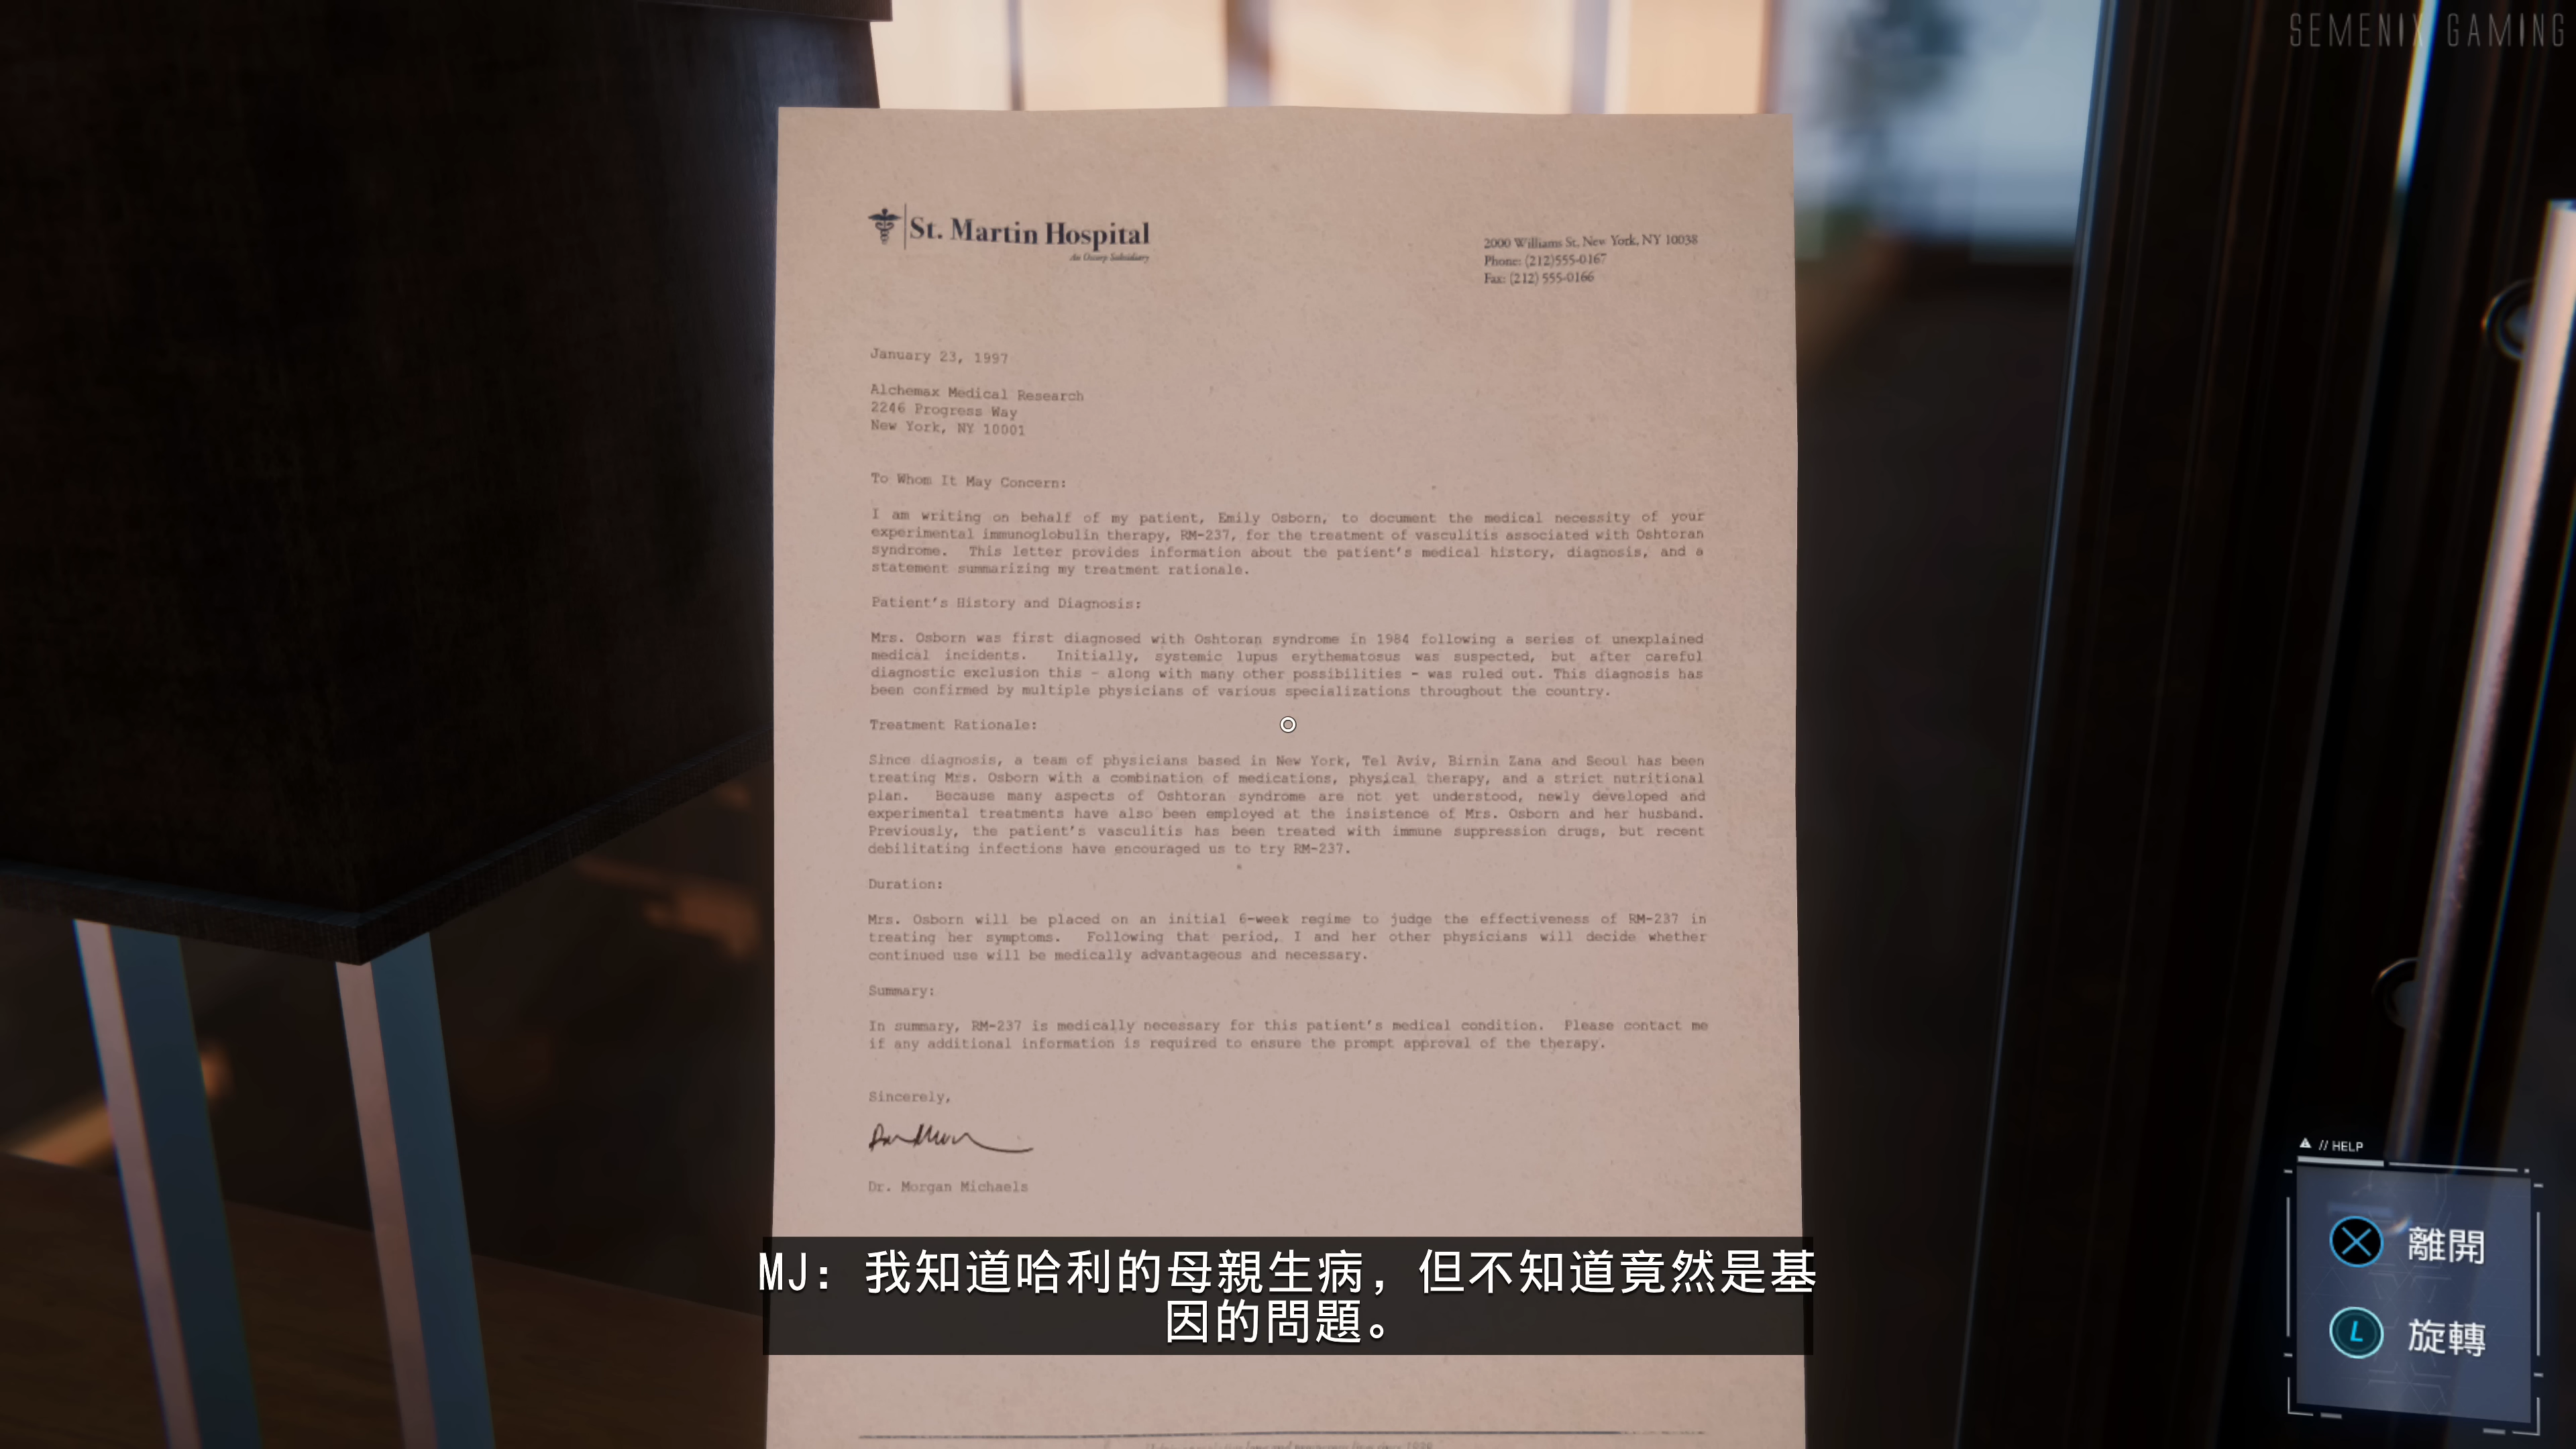 SEMENIX GAMING
St. Martin Hospital
An Oscorp Subsidiary
2000 Williams St, New York, NY 10038
Phone: (212)555-0167
Fax: (212) 555-0166
January 23, 1997
Alchemax Medical Research
2246 Progress Way
New York, NY 10001
To Whom It May Concern:
I am writing on behalf of my patient, Emily Osborn, to document the medical necessity of your
experimental immunoglobulin therapy, RM-237, for the treatment of vasculitis associated with Oshtoran
syndrome. This letter provides information about the patient's medical history, diagnosis, and a
statement summarizing my treatment rationale.
Patient's History and Diagnosis:
Mrs. Osborn was first diagnosed with Oshtoran syndrome in 1984 following a series of unexplained
medical incidents. Initially, systemic lupus erythematosus was suspected, but after careful
diagnostic exclusion this - along with many other possibilities - was ruled out. This diagnosis has
been confirmed by multiple physicians of various specializations throughout the country.
Treatment Rationale:
Since diagnosis, a team of physicians based in New York, Tel Aviv, Birnin Zana and Seoul has been
treating Mrs. Osborn with a combination of medications, physical therapy, and a strict nutritional
plan. Because many aspects of Oshtoran syndrome are not yet understood, newly developed and
experimental treatments have also been employed at the insistence of Mrs. Osborn and her husband.
Previously, the patient's vasculitis has been treated with immune suppression drugs, but recent
debilitating infections have encouraged us to try RM-237.
Duration:
Mrs. Osborn will be placed on an initial 6-week regime to judge the effectiveness of RM-237 in
treating her symptoms. Following that period, I and her other physicians will decide whether
continued use will be medically advantageous and necessary.
Summary:
In summary, RM-237 is medically necessary for this patient's medical condition. Please contact me
if any additional information is required to ensure the prompt approval of the therapy.
Sincerely,
Dr. Morgan Michaels
MJ: 我知道哈利的母親生病，但不知道竟然是基
因的問題。
// HELP
離開
L 旋轉